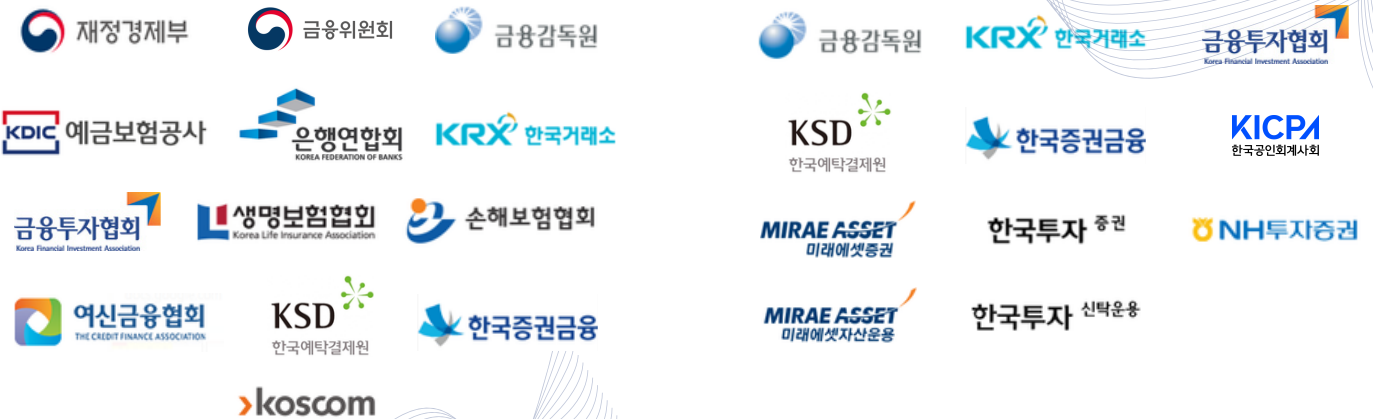 재정경제부
금융위원회
금융감독원
KDIC 예금보험공사
은행연합회
KOREA FEDERATION OF BANKS
KRX 한국거래소
금융투자협회
Korea Financial Investment Association
생명보험협회
Korea Life Insurance Association
손해보험협회
여신금융협회
THE CREDIT FINANCE ASSOCIATION
KSD
한국예탁결제원
한국증권금융
koscom
금융감독원
KRX 한국거래소
금융투자협회
Korea Financial Investment Association
KSD
한국예탁결제원
한국증권금융
KICPA
한국공인회계사회
MIRAE ASSET
미래에셋증권
한국투자 증권
NH투자증권
MIRAE ASSET
미래에셋자산운용
한국투자 신탁운용